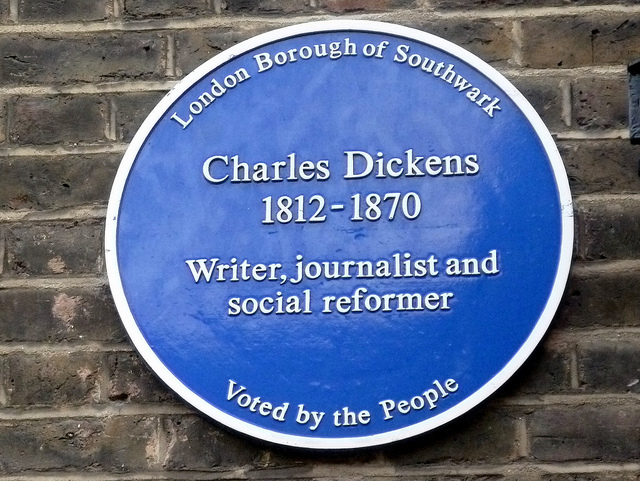 London Borough of Southwark
Charles Dickens
1812-1870
Writer, journalist and
social reformer
Voted by the People